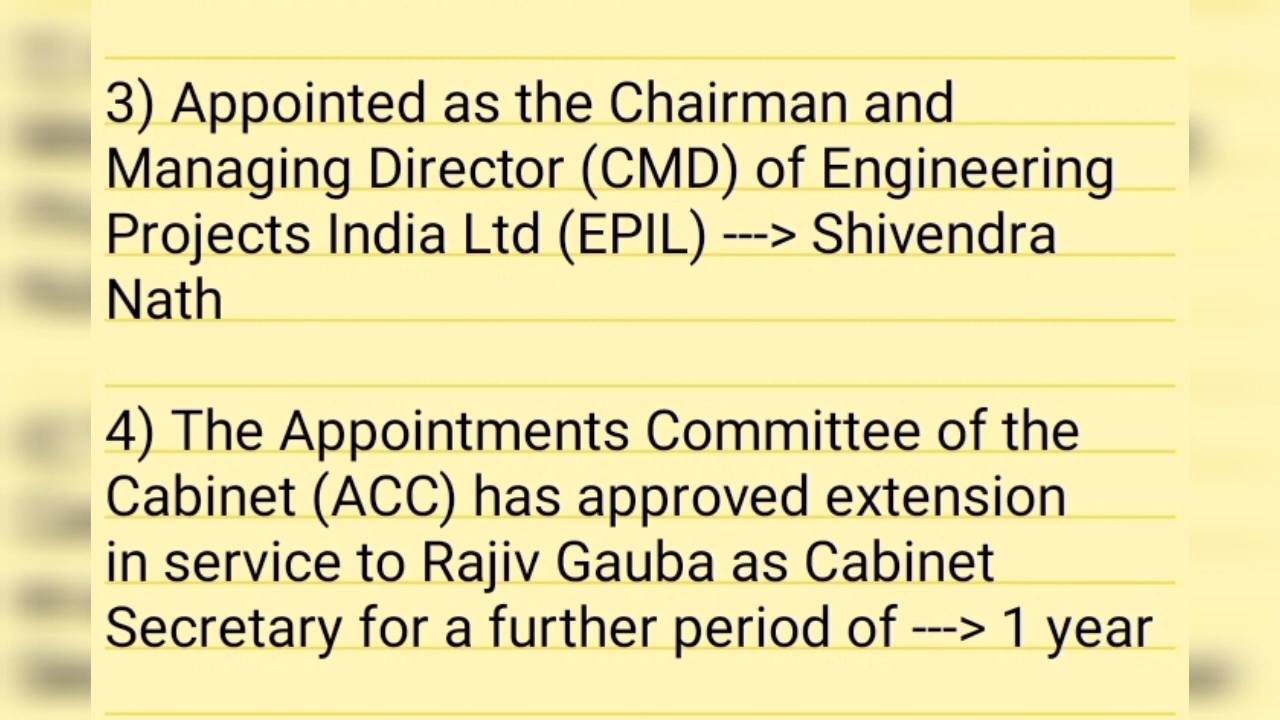 3) Appointed as the Chairman and
Managing Director (CMD) of Engineering
Projects India Ltd (EPIL) ---> Shivendra
Nath
4) The Appointments Committee of the
Cabinet (ACC) has approved extension
in service to Rajiv Gauba as Cabinet
Secretary for a further period of ---> 1 year